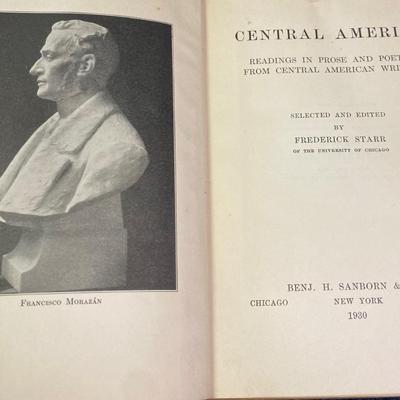 Francisco Morazán
CENTRAL AMERI
READINGS IN PROSE AND POET
FROM CENTRAL AMERICAN WRI
SELECTED AND EDITED
BY
FREDERICK STARR
OF THE UNIVERSITY OF CHICAGO
BENJ. H. SANBORN &
CHICAGO NEW YORK
1930